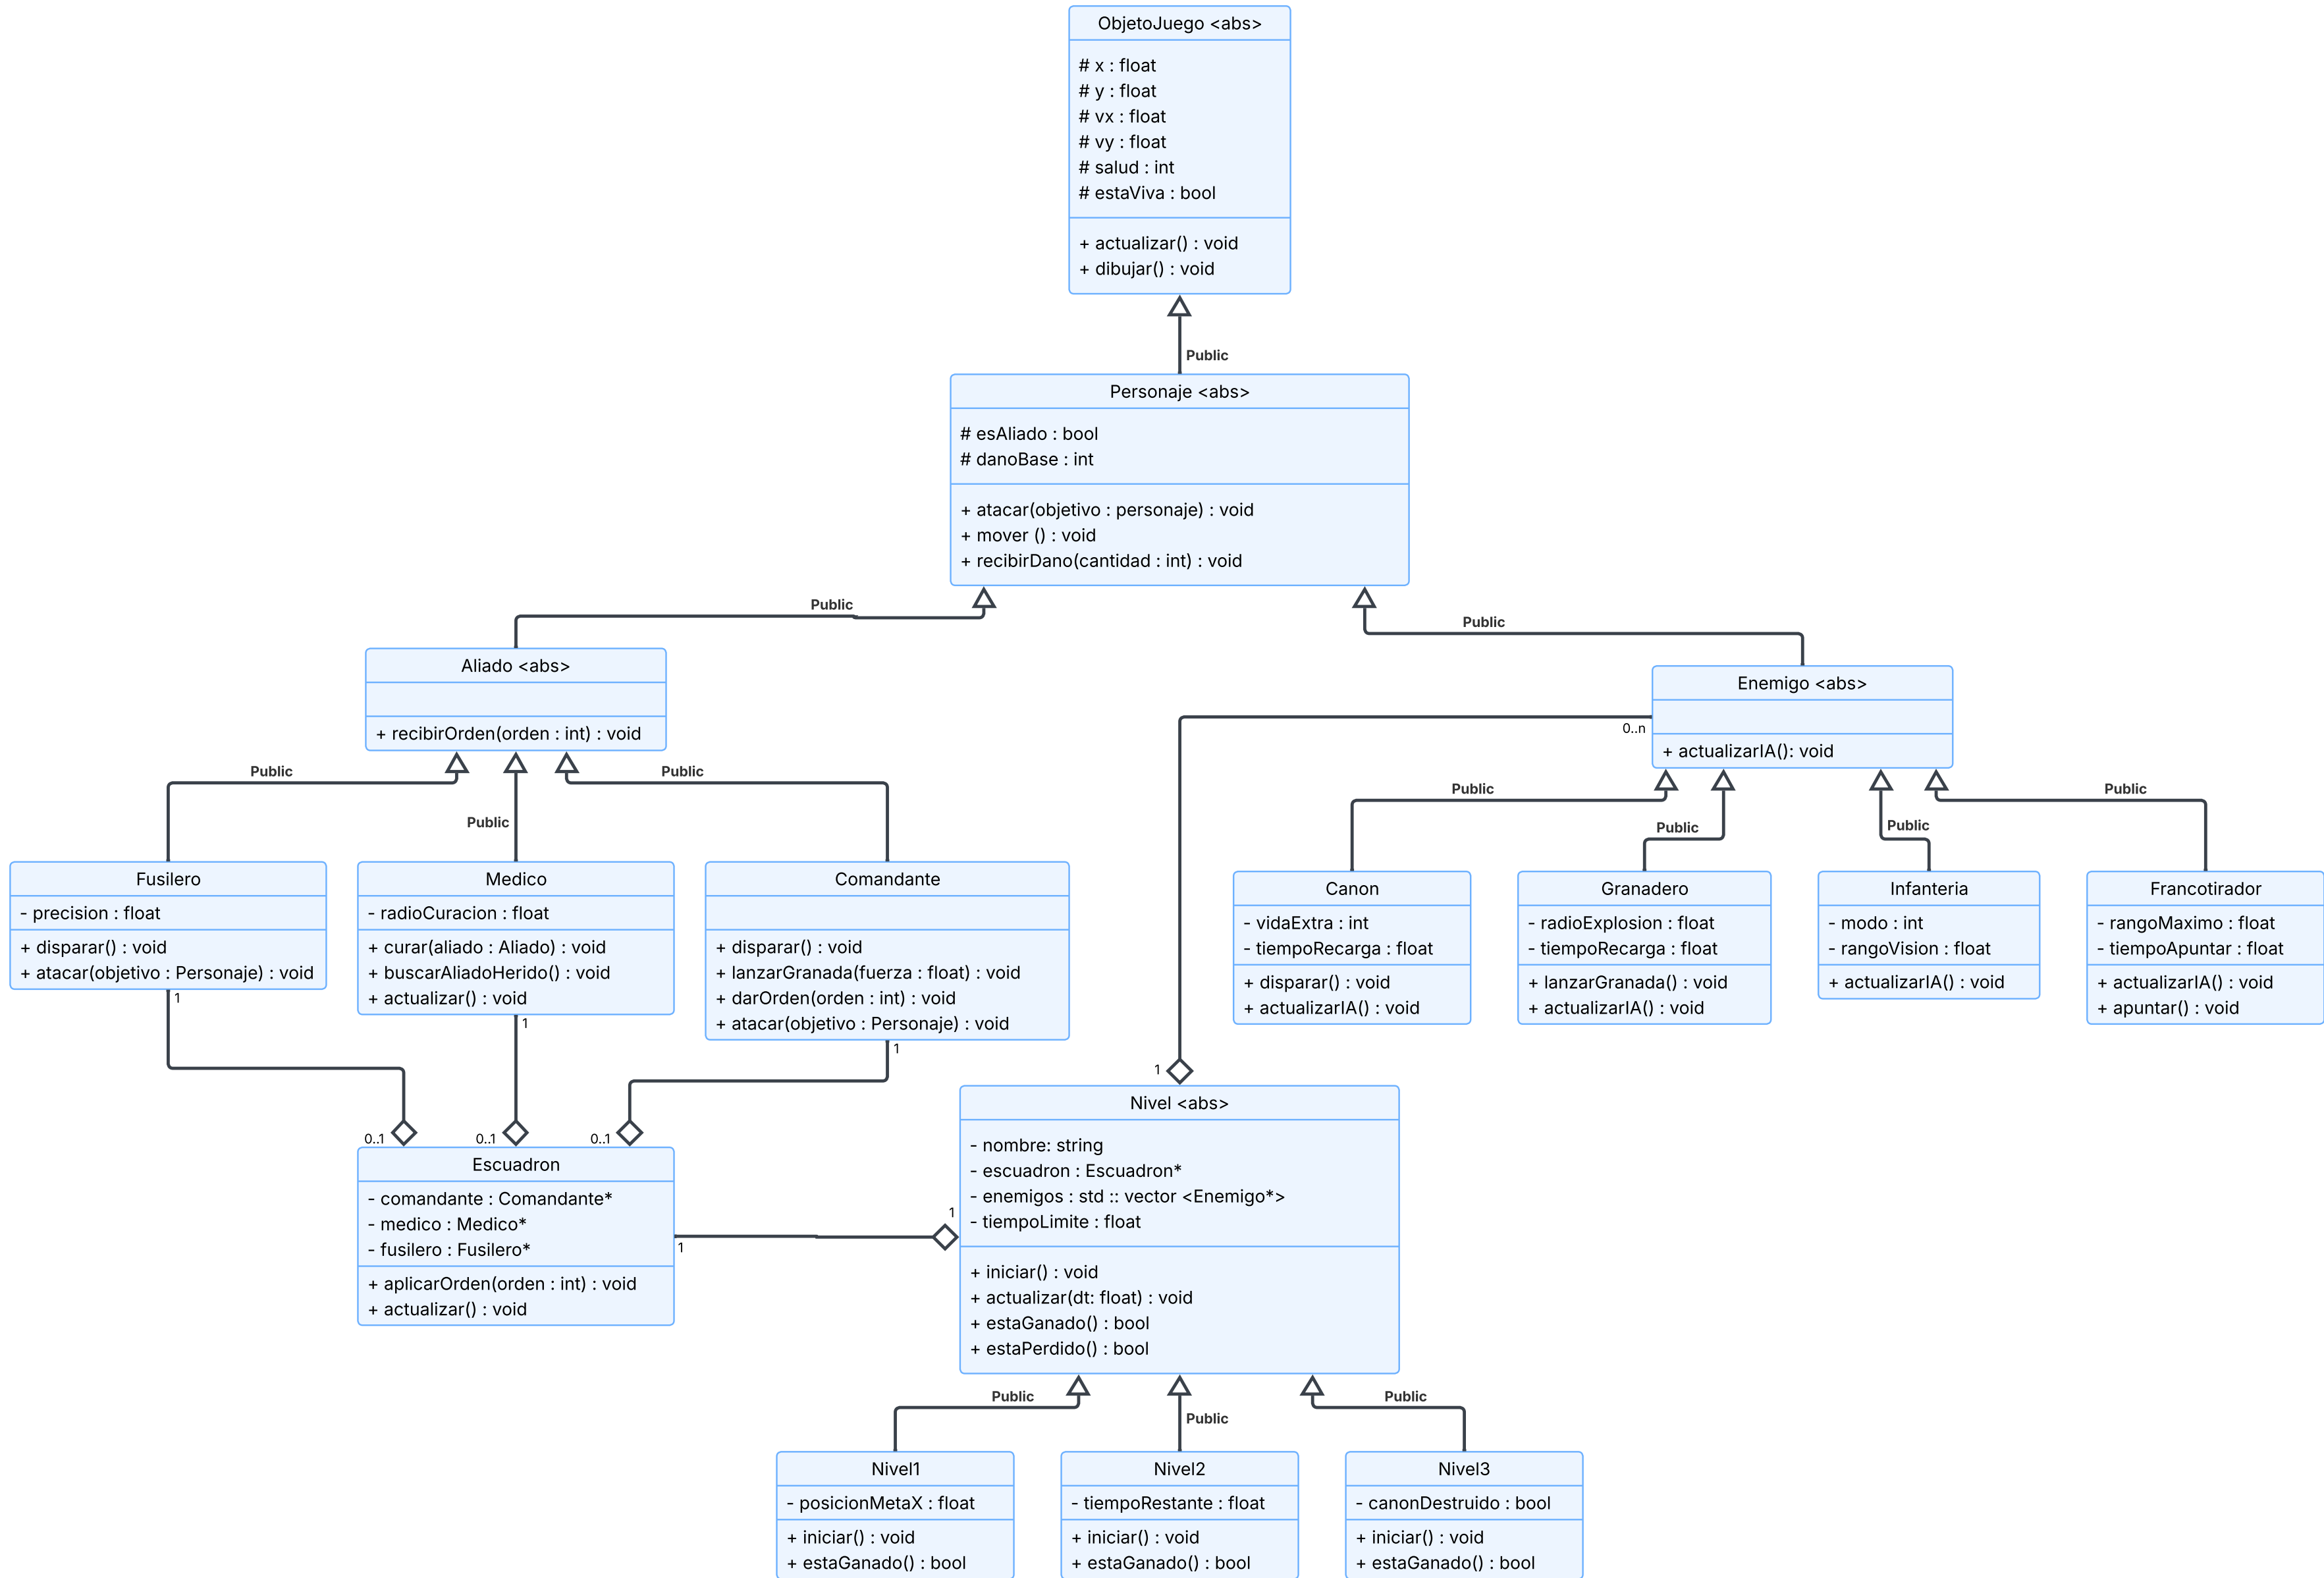 ObjetoJuego <abs>
# x : float
# y : float
# vx : float
# vy : float
# salud : int
# estaViva : bool
+ actualizar() : void
+ dibujar() : void
Public
Personaje <abs>
# esAliado : bool
# danoBase : int
+ atacar(objetivo : personaje) : void
+ mover () : void
+ recibirDano(cantidad : int) : void
Public
Public
Aliado <abs>
+ recibirOrden(orden : int) : void
Enemigo <abs>
+ actualizarIA(): void
0..n
Public
Public
Public
Public
Public
Public
Public
Fusilero
- precision : float
+ disparar() : void
+ atacar(objetivo : Personaje) : void
1
Medico
- radioCuracion : float
+ curar(aliado : Aliado) : void
+ buscarAliadoHerido() : void
+ actualizar() : void
1
Comandante
+ disparar() : void
+ lanzarGranada(fuerza : float) : void
+ darOrden(orden : int) : void
+ atacar(objetivo : Personaje) : void
1
Canon
- vidaExtra : int
- tiempoRecarga : float
+ disparar() : void
+ actualizarIA() : void
Granadero
- radioExplosion : float
- tiempoRecarga : float
+ lanzarGranada() : void
+ actualizarIA() : void
Infanteria
- modo : int
- rangoVision : float
+ actualizarIA() : void
Francotirador
- rangoMaximo : float
- tiempoApuntar : float
+ actualizarIA() : void
+ apuntar() : void
0..1
0..1
0..1
1
Escuadron
- comandante : Comandante*
- medico : Medico*
- fusilero : Fusilero*
+ aplicarOrden(orden : int) : void
+ actualizar() : void
1
1
Nivel <abs>
- nombre: string
- escuadron : Escuadron*
- enemigos : std :: vector <Enemigo*>
- tiempoLimite : float
+ iniciar() : void
+ actualizar(dt: float) : void
+ estaGanado() : bool
+ estaPerdido() : bool
Public
Public
Public
Nivel1
- posicionMetaX : float
+ iniciar() : void
+ estaGanado() : bool
Nivel2
- tiempoRestante : float
+ iniciar() : void
+ estaGanado() : bool
Nivel3
- canonDestruido : bool
+ iniciar() : void
+ estaGanado() : bool